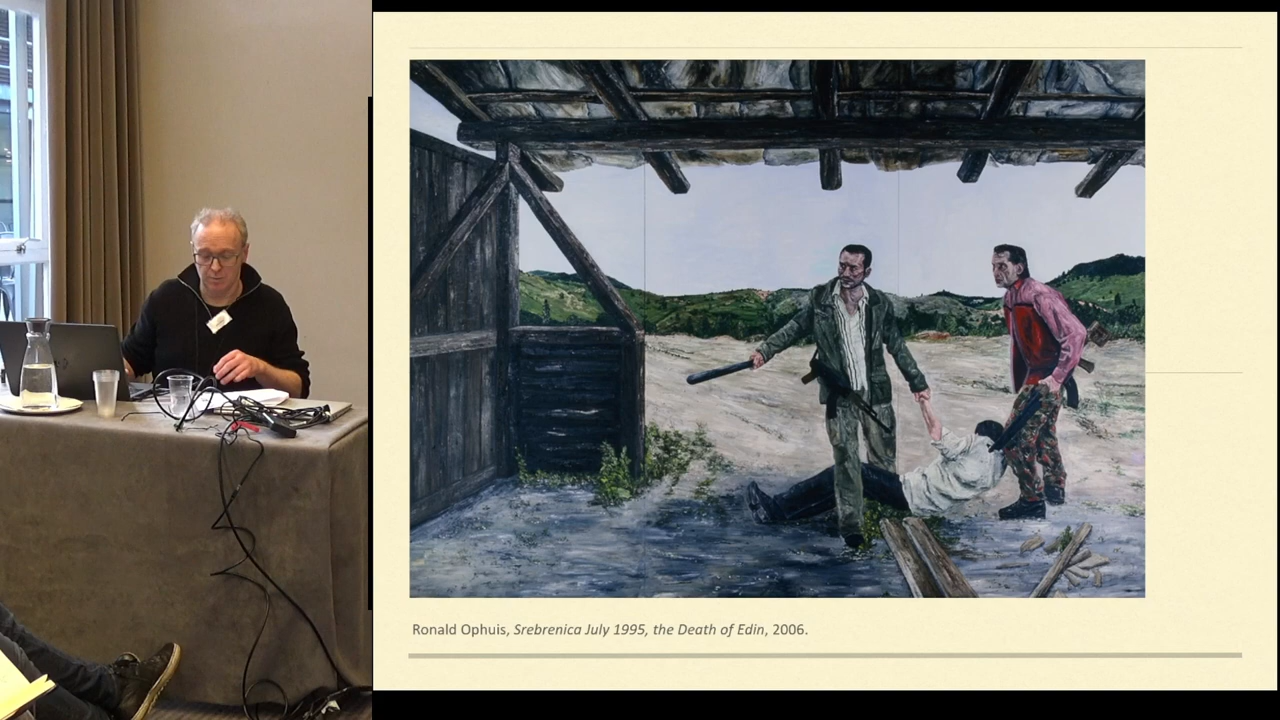 Ronald Ophuis, Srebrenica July 1995, the Death of Edin, 2006.